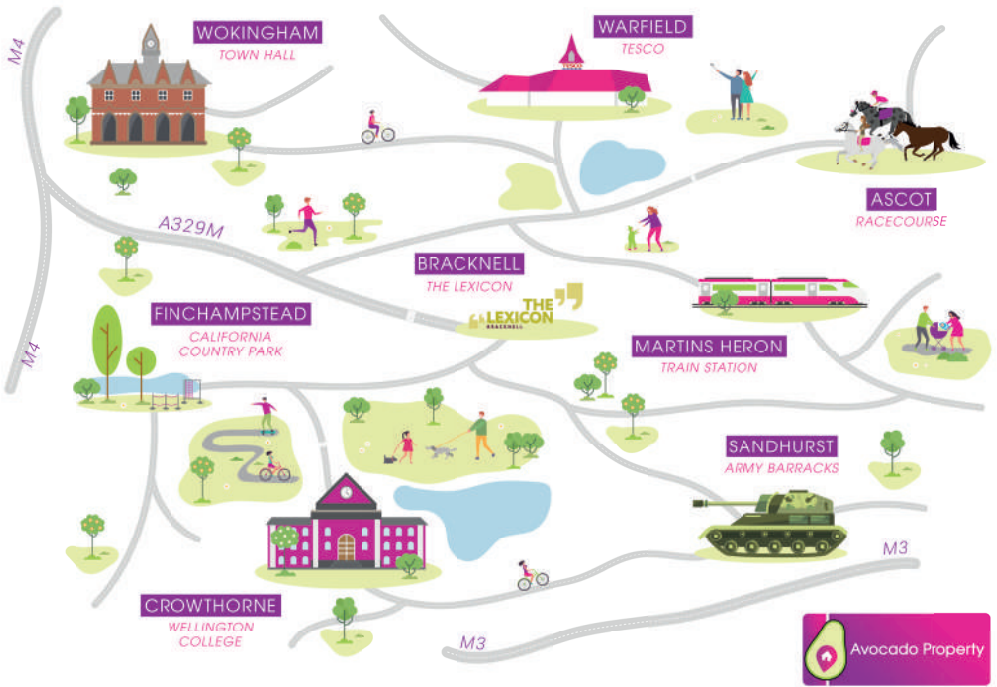 M4
WOKINGHAM
TOWN HALL
WARFIELD
TESCO
ASCOT
RACECOURSE
A329M
BRACKNELL
THE LEXICON
THE
LEXICON
BRACKNELL
FINCHAMPSTEAD
CALIFORNIA
COUNTRY PARK
M4
MARTINS HERON
TRAIN STATION
SANDHURST
ARMY BARRACKS
M3
CROWTHORNE
WELLINGTON
COLLEGE
M3
Avocado Property